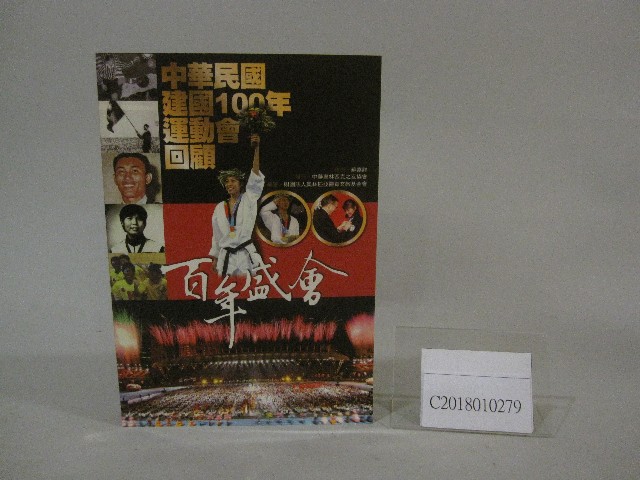 中華民國
建國100年
運動會
回顧
百年盛會
C2018010279